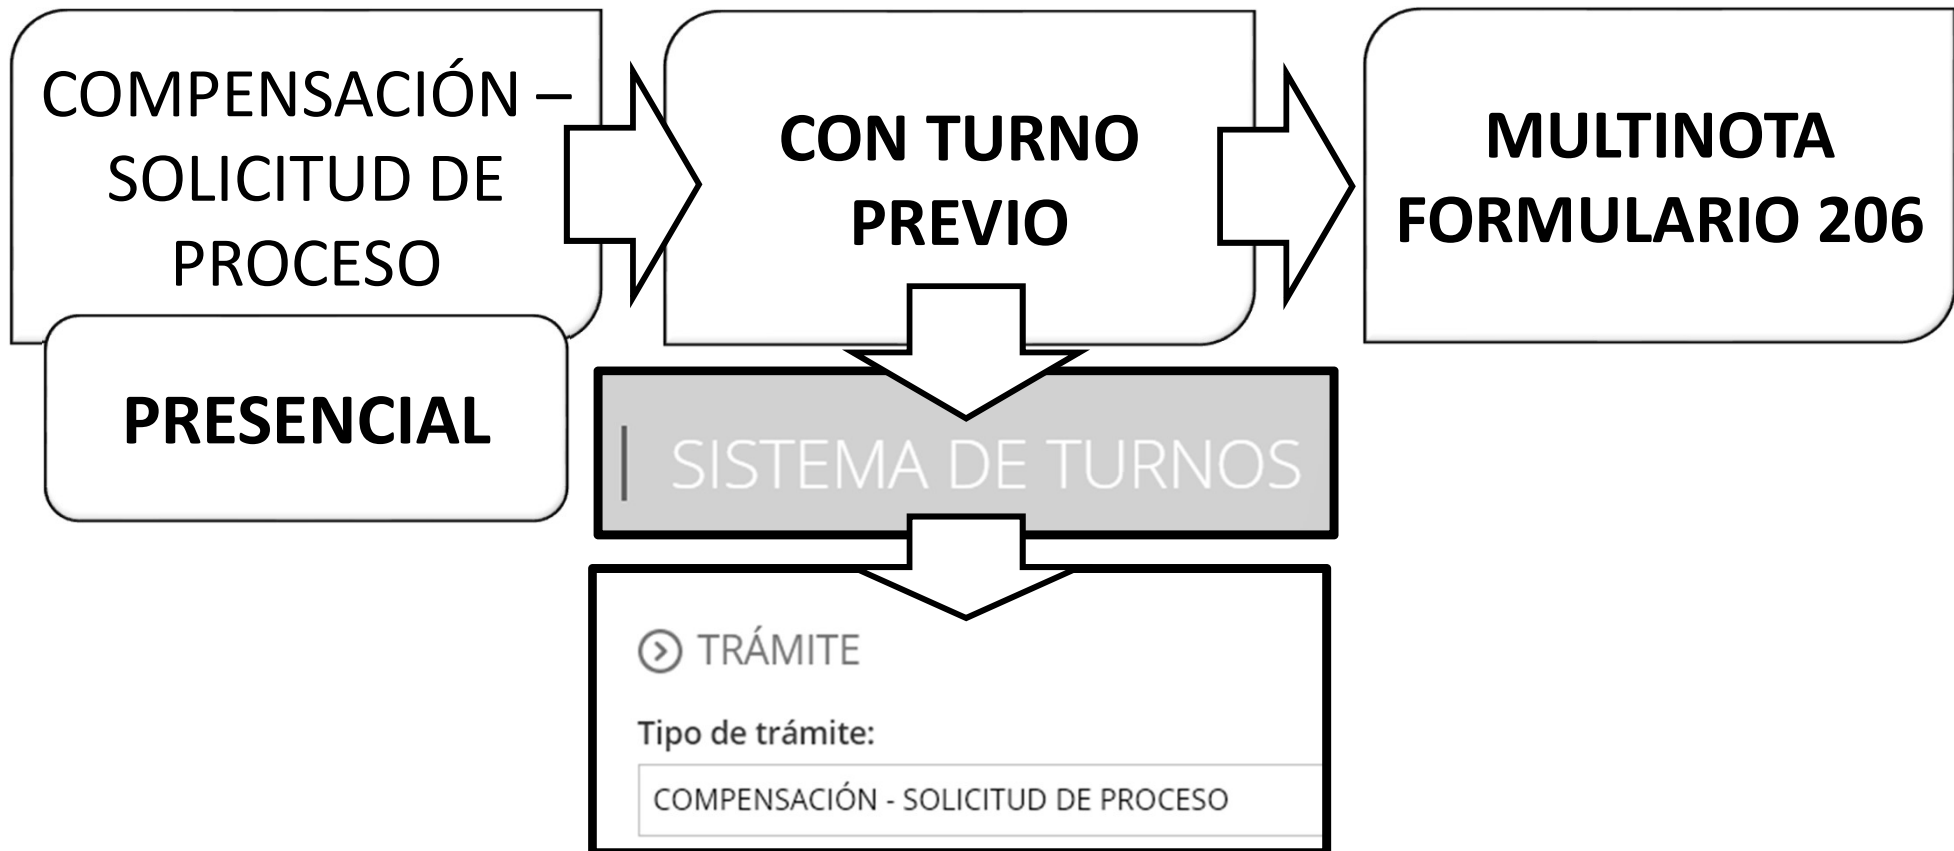 COMPENSACIÓN –
SOLICITUD DE
PROCESO
PRESENCIAL
CON TURNO
PREVIO
MULTINOTA
FORMULARIO 206
SISTEMA DE TURNOS
TRÁMITE
Tipo de trámite:
COMPENSACIÓN - SOLICITUD DE PROCESO